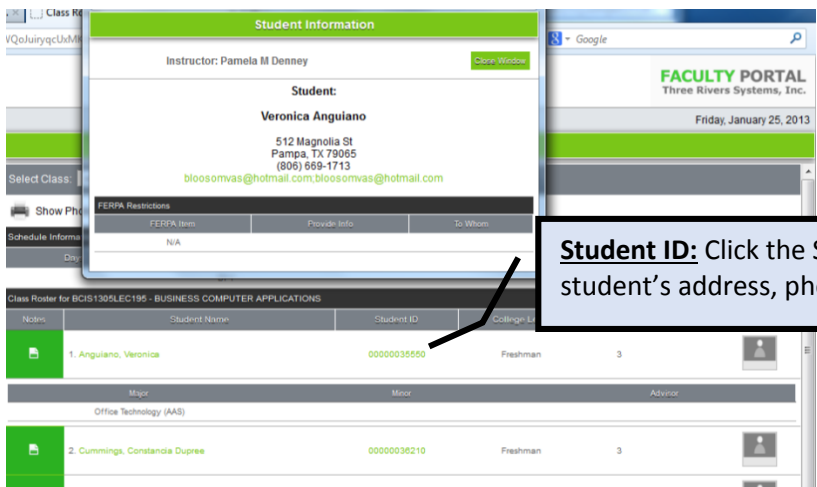 Class Re
VQoJuiryqcUxMK
Google
Student Information
Instructor: Pamela M Denney
Close Window
Student:
Veronica Anguiano
512 Magnolia St
Pampa, TX 79065
(806) 669-1713
bloosomvas@hotmail.com;bloosomvas@hotmail.com
FERPA Restrictions
FERPA Item Provide Info To Whom
N/A
FACULTY PORTAL
Three Rivers Systems, Inc.
Friday, January 25, 2013
Select Class:
Show Pho
Schedule Informa
Day
Student ID: Click the S
student's address, pho
Class Roster for BCIS1305LEC195 - BUSINESS COMPUTER APPLICATIONS
Notes Student Name Student ID College Le
1. Anguiano, Veronica 00000035550 Freshman 3
Major Minor Advisor
Office Technology (AAS)
2. Cummings, Constancia Dupree 00000036210 Freshman 3